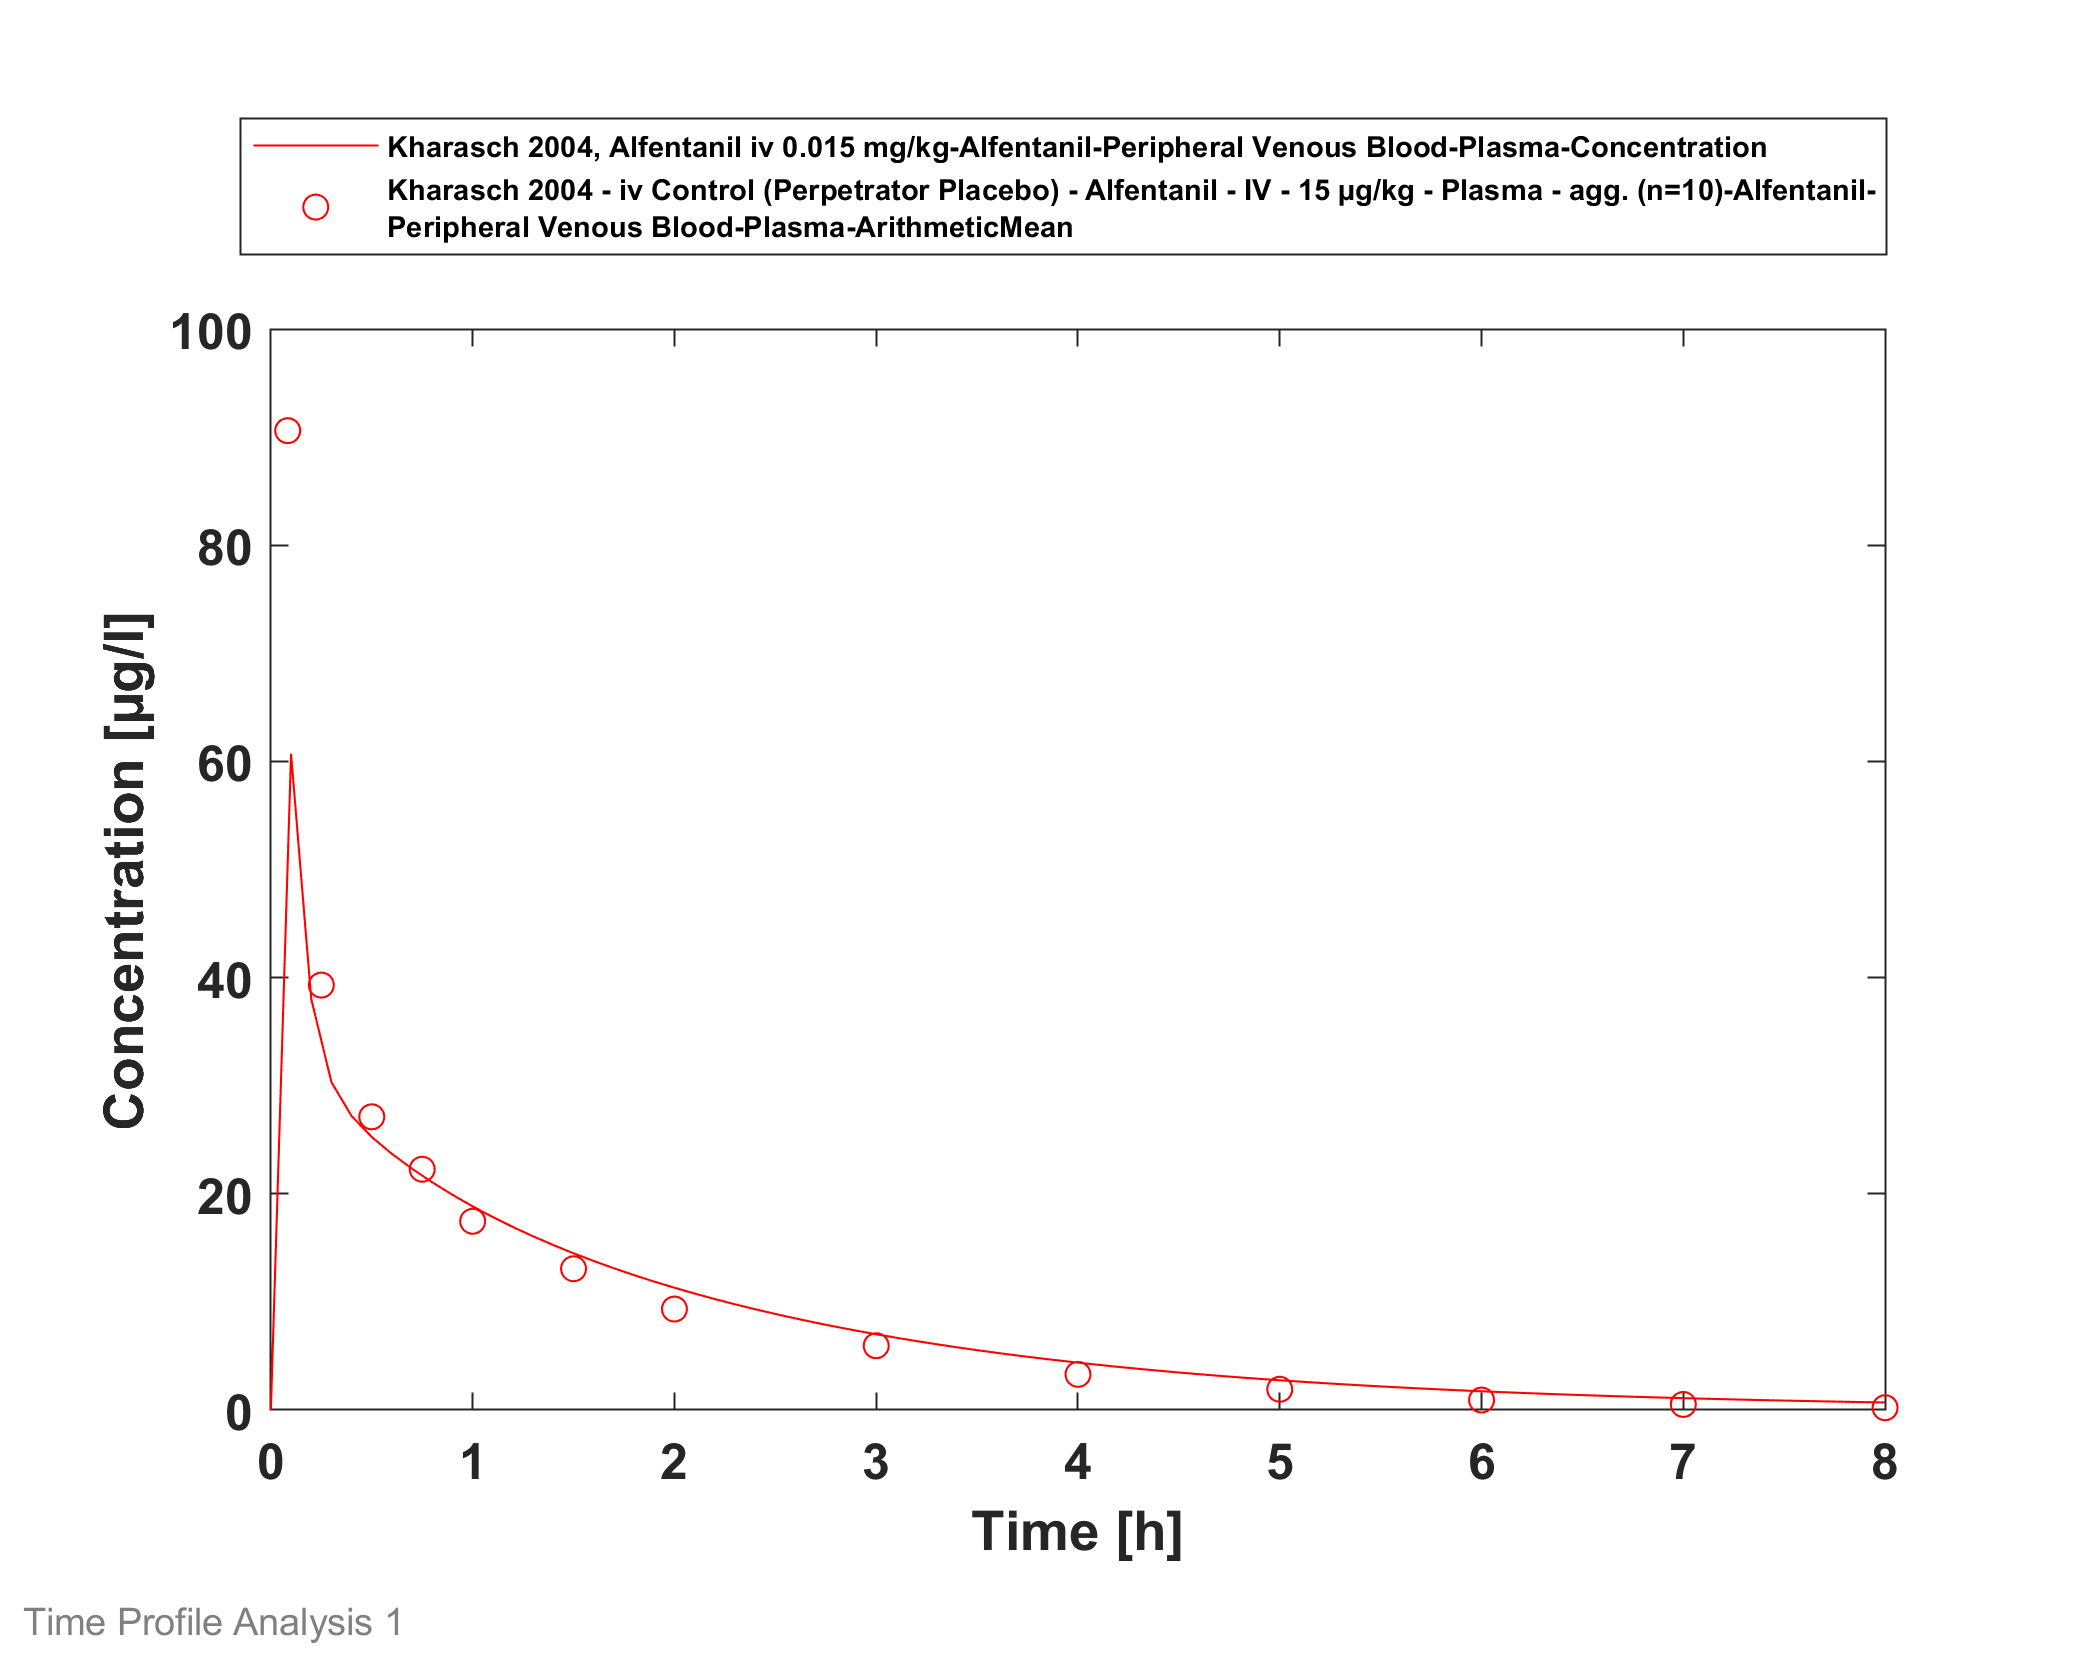 Kharasch 2004, Alfentanil iv 0.015 mg/kg-Alfentanil-Peripheral Venous Blood-Plasma-Concentration
Kharasch 2004 - iv Control (Perpetrator Placebo) - Alfentanil - IV - 15 µg/kg - Plasma - agg. (n=10)-Alfentanil-
Peripheral Venous Blood-Plasma-ArithmeticMean
100
80
60
40
20
0
Concentration [µg/l]
0 1 2 3 4 5 6 7 8
Time [h]
Time Profile Analysis 1